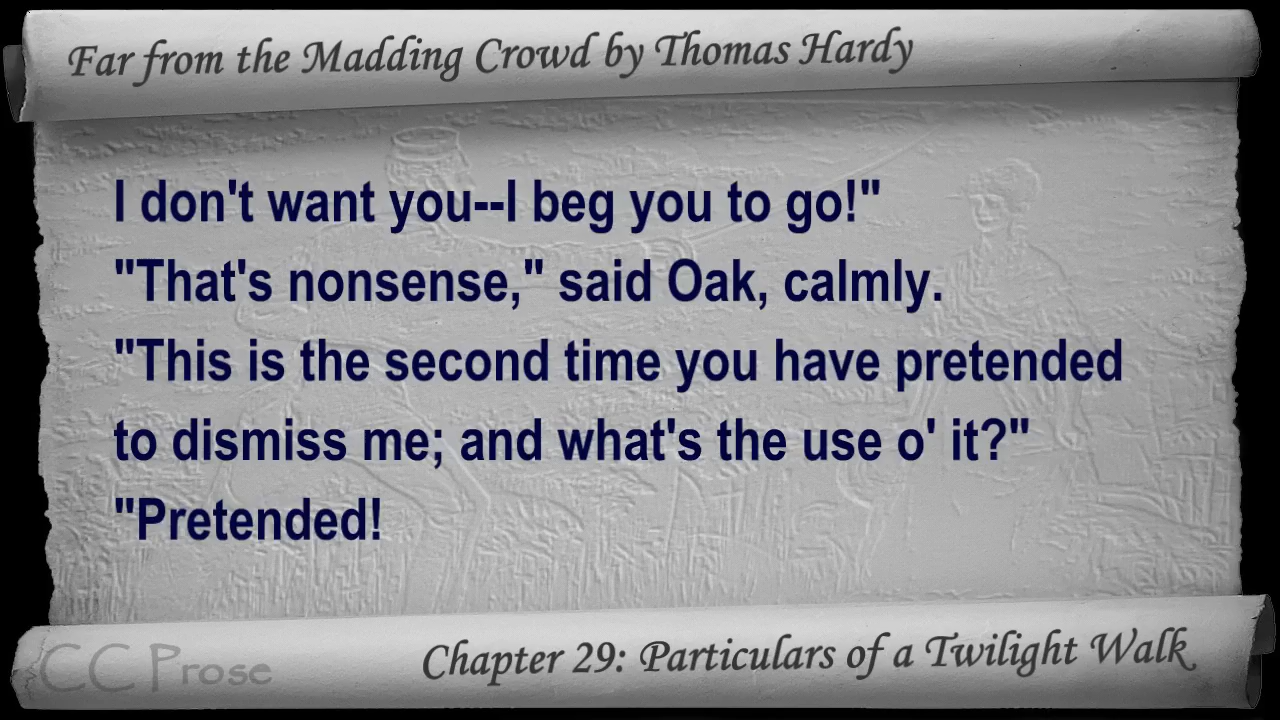 Far from the Madding Crowd by Thomas Hardy
I don't want you--I beg you to go!"
"That's nonsense," said Oak, calmly.
"This is the second time you have pretended
to dismiss me; and what's the use o' it?"
"Pretended!
CC Prose
Chapter 29: Particulars of a Twilight Walk